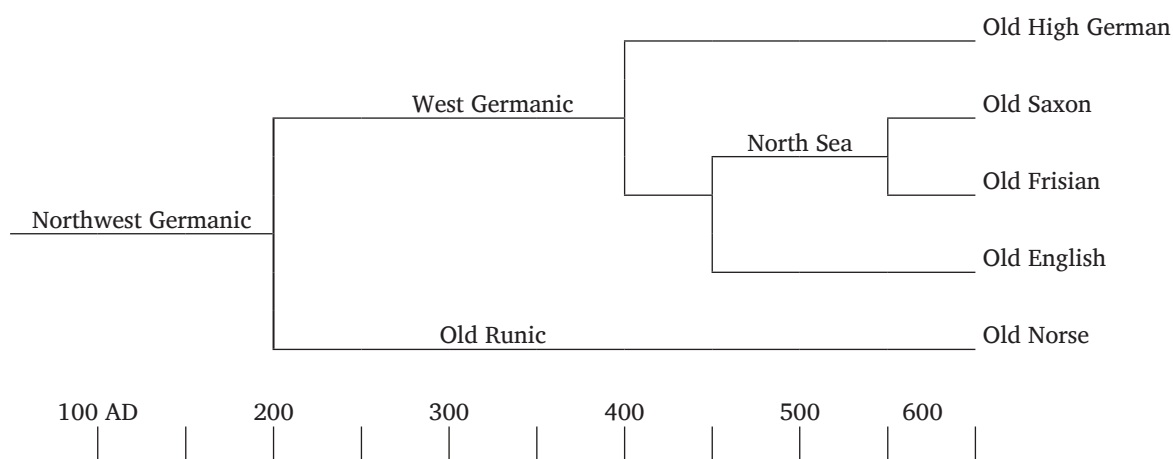 Old High German
West Germanic
Old Saxon
North Sea
Old Frisian
Northwest Germanic
Old English
Old Runic
Old Norse
100 AD 200 300 400 500 600